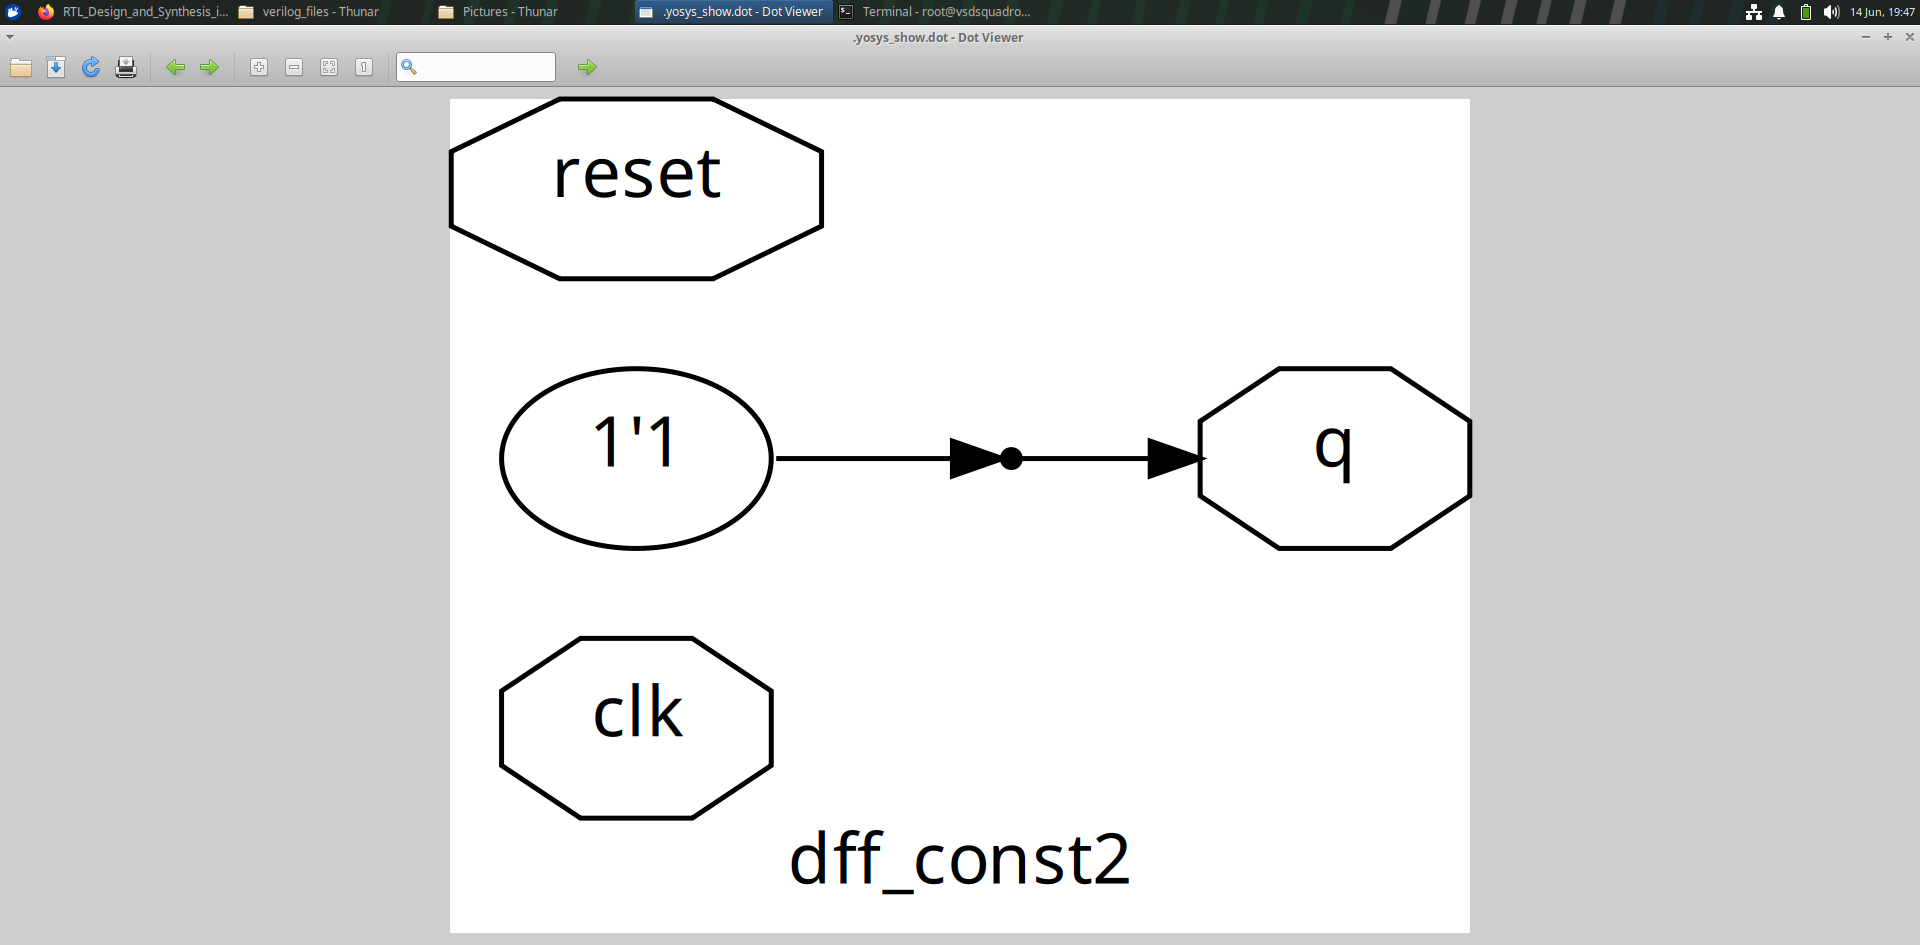 RTL_Design_and_Synthesis_i... verilog_files - Thunar Pictures - Thunar .yosys_show.dot - Dot Viewer Terminal - root@vsdsquadro... 14 Jun, 19:47
.yosys_show.dot - Dot Viewer
reset
1'1
q
clk
dff_const2